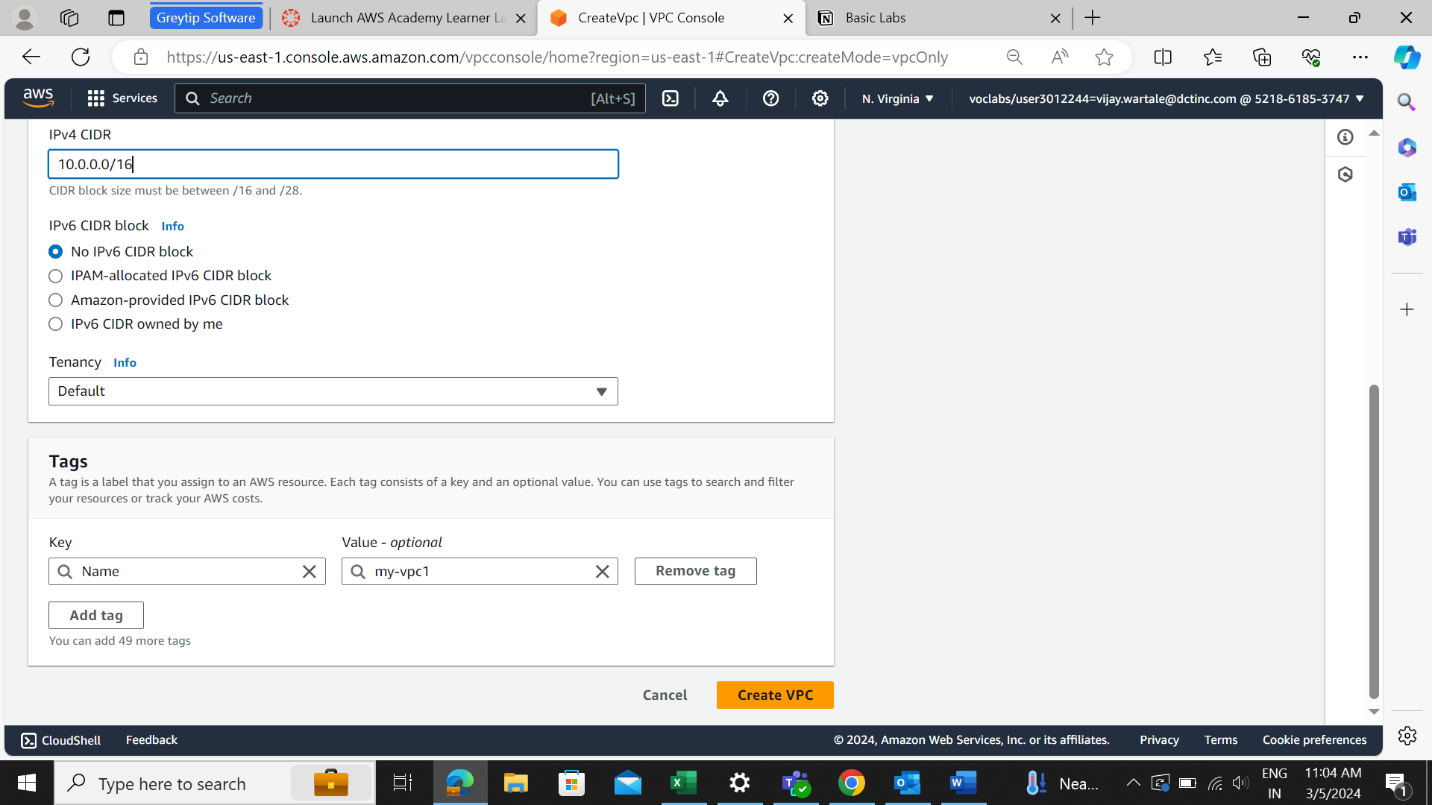 Greytip Software
Launch AWS Academy Learner La
CreateVpc | VPC Console
Basic Labs
https://us-east-1.console.aws.amazon.com/vpcconsole/home?region=us-east-1#CreateVpc:createMode=vpcOnly
aws
Services
Search
[Alt+S]
N. Virginia
voclabs/user3012244=vijay.wartale@dctinc.com @ 5218-6185-3747
IPv4 CIDR
10.0.0.0/16
CIDR block size must be between /16 and /28.
IPv6 CIDR block Info
No IPv6 CIDR block
IPAM-allocated IPv6 CIDR block
Amazon-provided IPv6 CIDR block
IPv6 CIDR owned by me
Tenancy Info
Default
Tags
A tag is a label that you assign to an AWS resource. Each tag consists of a key and an optional value. You can use tags to search and filter
your resources or track your AWS costs.
Key
Value - optional
Name
my-vpc1
Remove tag
Add tag
You can add 49 more tags
Cancel
Create VPC
CloudShell
Feedback
© 2024, Amazon Web Services, Inc. or its affiliates.
Privacy
Terms
Cookie preferences
Type here to search
Nea...
ENG
IN
11:04 AM
3/5/2024
1